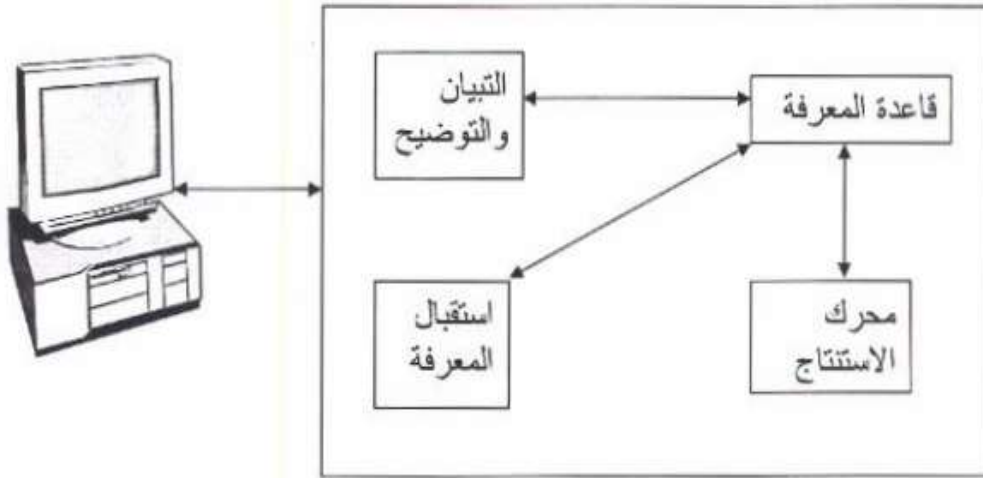 التبيان
والتوضيح
قاعدة المعرفة
استقبال
المعرفة
محرك
الاستنتاج